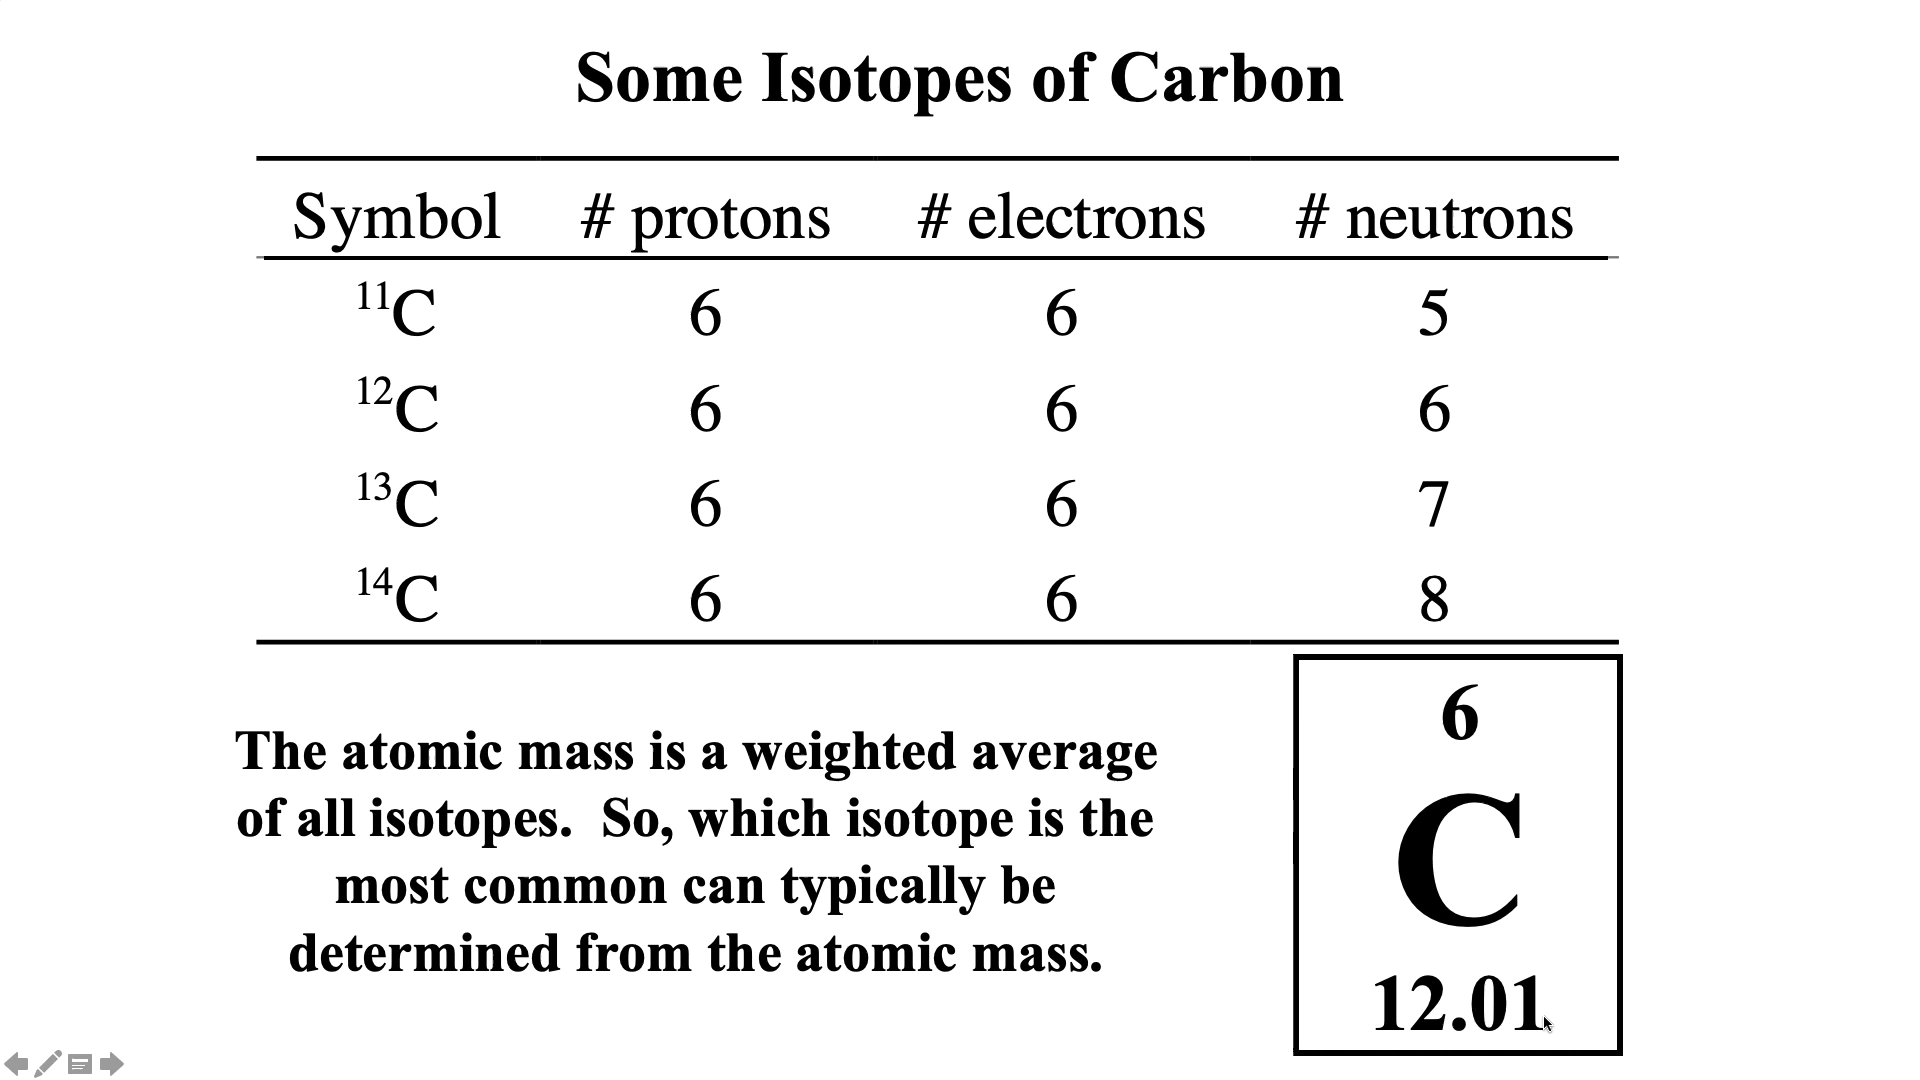 Some Isotopes of Carbon
Symbol # protons # electrons # neutrons
¹¹C 6 6 5
¹²C 6 6 6
¹³C 6 6 7
¹⁴C 6 6 8
The atomic mass is a weighted average
of all isotopes. So, which isotope is the
most common can typically be
determined from the atomic mass.
6
C
12.01